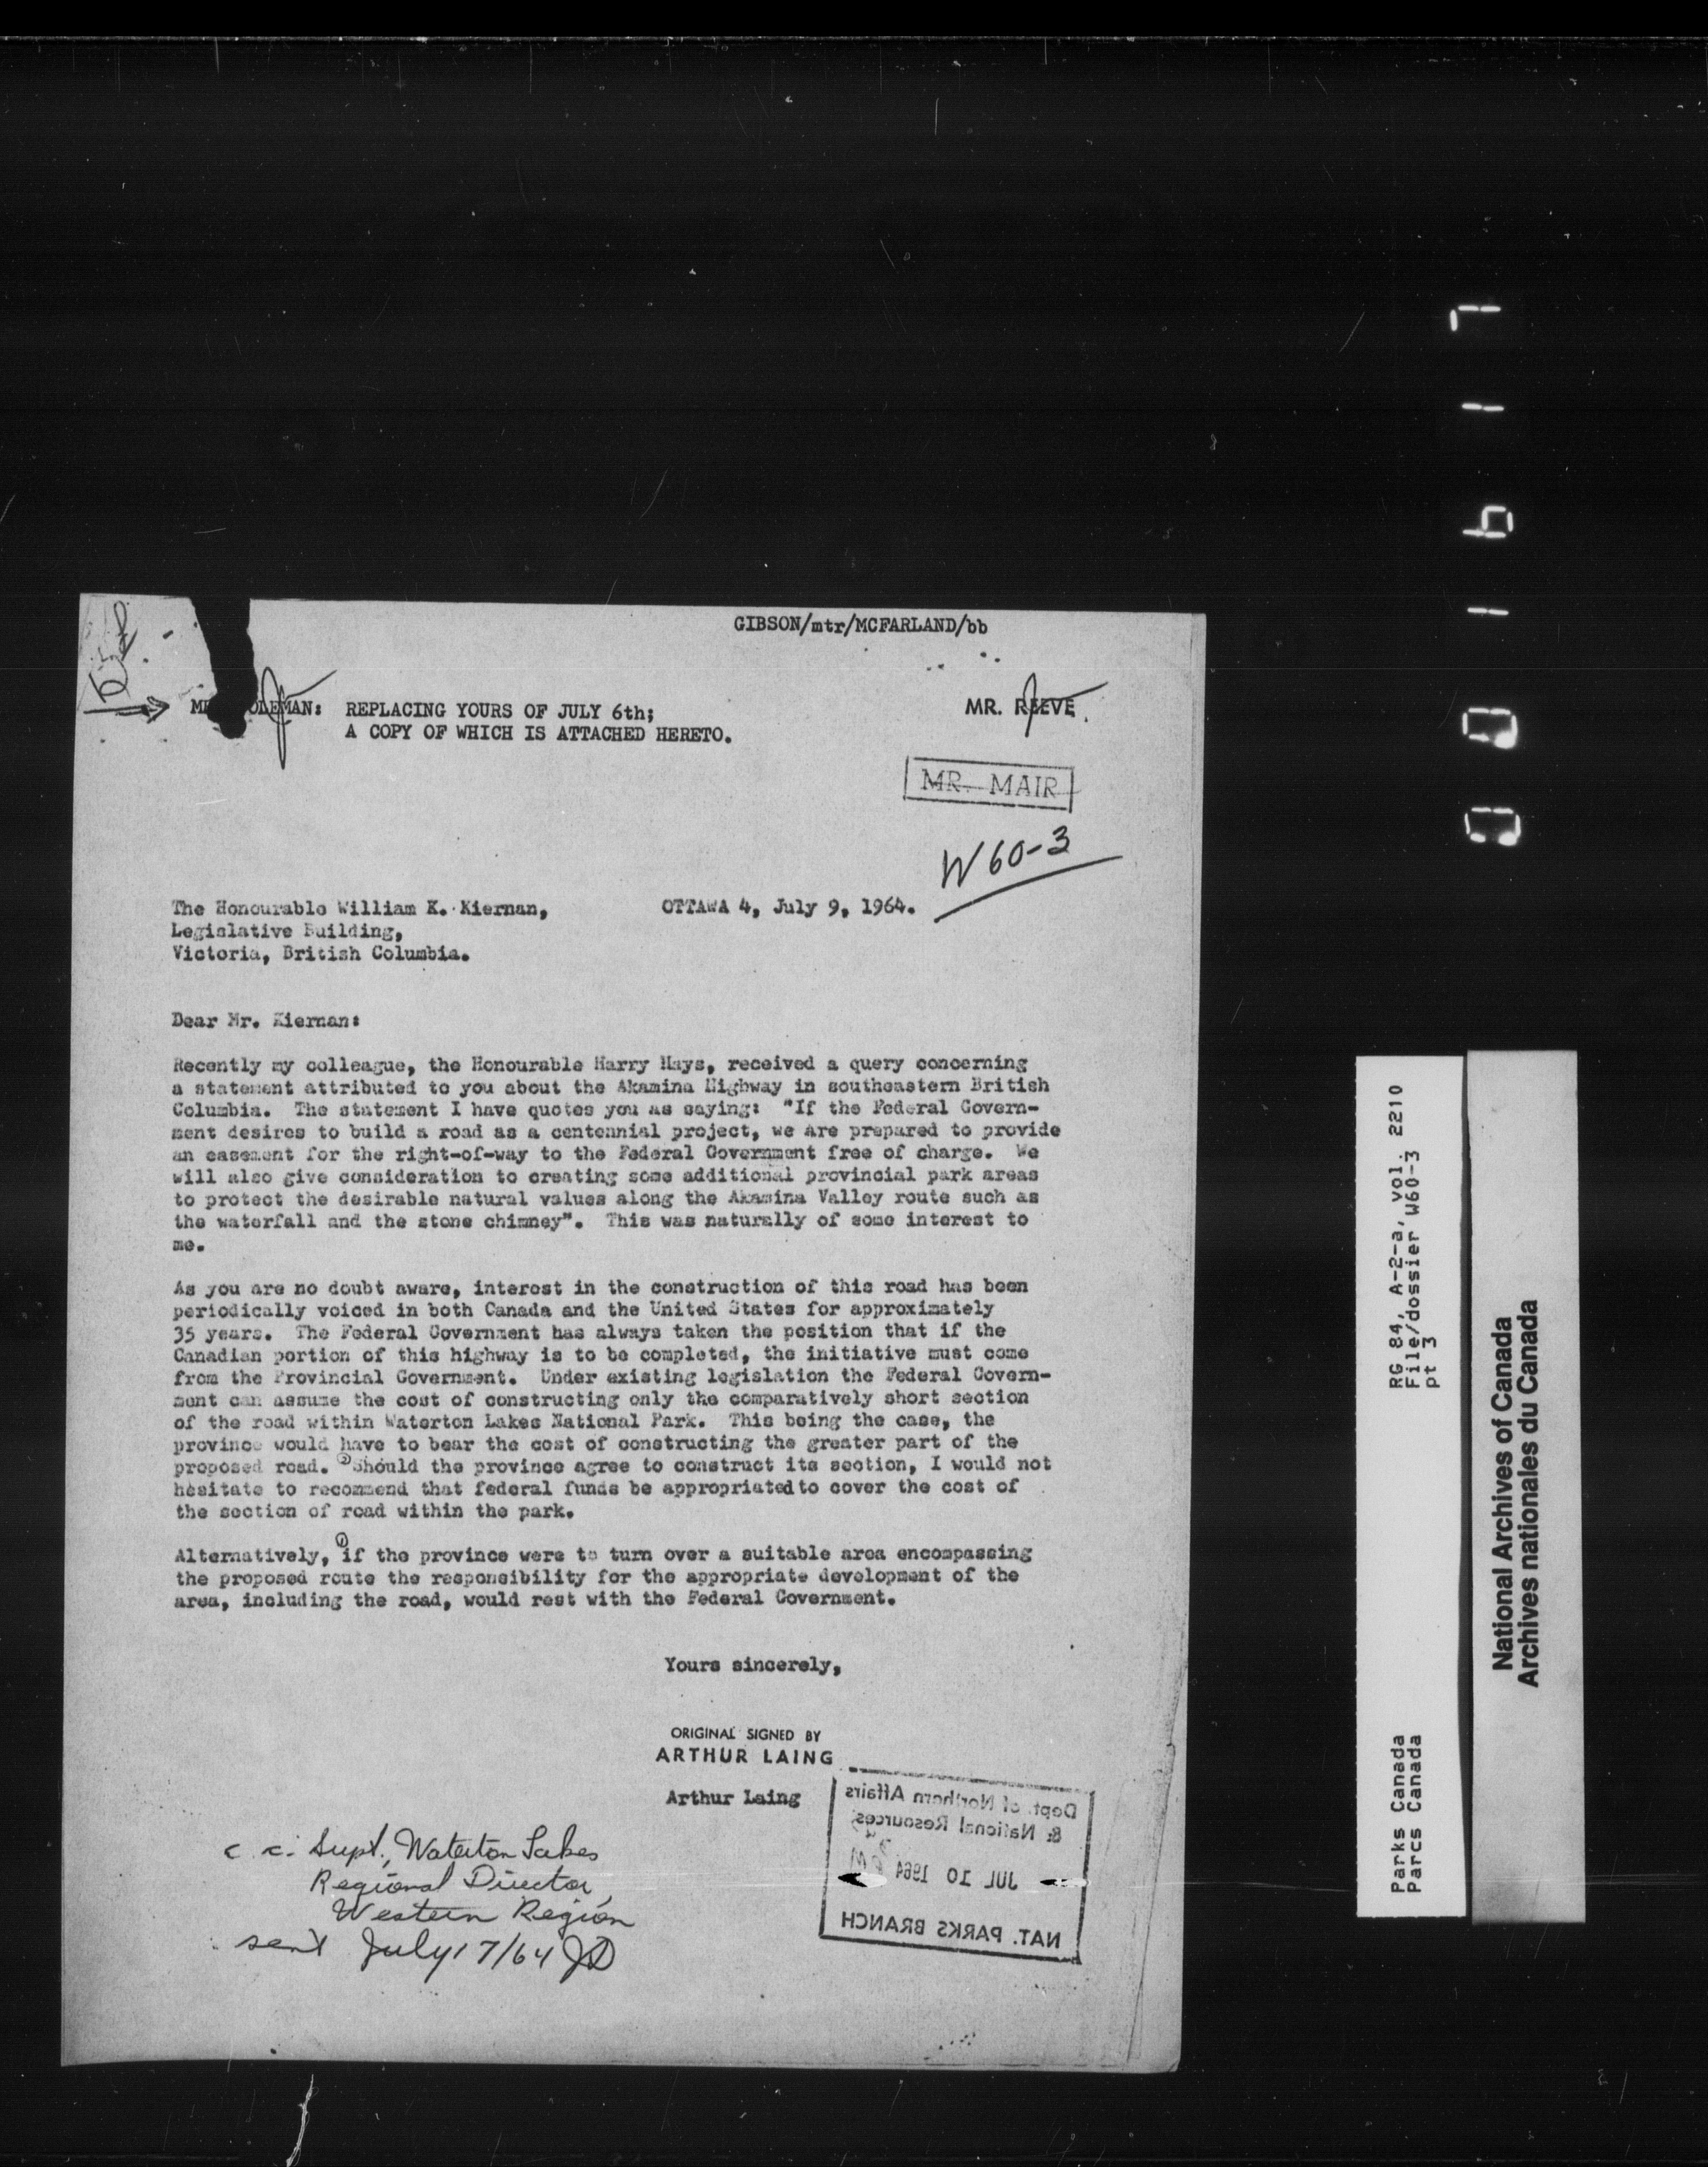 GIBSON/mtr/MCFARLAND/bb
OLEMAN: REPLACING YOURS OF JULY 6th;
A COPY OF WHICH IS ATTACHED HERETO.
MR. REEVE
MR. MAIR
W60-3
The Honourable William K. Kiernan,
Legislative Building,
Victoria, British Columbia.
OTTAWA 4, July 9, 1964.
Dear Mr. Kiernan:
Recently my colleague, the Honourable Harry Hays, received a query concerning
a statement attributed to you about the Akamina Highway in southeastern British
Columbia. The statement I have quotes you as saying: "If the Federal Govern-
ment desires to build a road as a centennial project, we are prepared to provide
an easement for the right-of-way to the Federal Government free of charge. We
will also give consideration to creating some additional provincial park areas
to protect the desirable natural values along the Akamina Valley route such as
the waterfall and the stone chimney". This was naturally of some interest to
me.
As you are no doubt aware, interest in the construction of this road has been
periodically voiced in both Canada and the United States for approximately
35 years. The Federal Government has always taken the position that if the
Canadian portion of this highway is to be completed, the initiative must come
from the Provincial Government. Under existing legislation the Federal Govern-
ment can assume the cost of constructing only the comparatively short section
of the road within Waterton Lakes National Park. This being the case, the
province would have to bear the cost of constructing the greater part of the
proposed road. ② Should the province agree to construct its section, I would not
hesitate to recommend that federal funds be appropriated to cover the cost of
the section of road within the park.
Alternatively, ① if the province were to turn over a suitable area encompassing
the proposed route the responsibility for the appropriate development of the
area, including the road, would rest with the Federal Government.
Yours sincerely,
ORIGINAL SIGNED BY
ARTHUR LAING
Arthur Laing
Dept. of Northern Affairs
& National Resources
JUL 10 1964
NAT. PARKS BRANCH
c.c. Supt., Waterton Lakes
Regional Director,
Western Region
sent July 17/64 JD
RG 84, A-2-a, vol. 2210
File/dossier W60-3
pt 3
Parks Canada
Parcs Canada
National Archives of Canada
Archives nationales du Canada